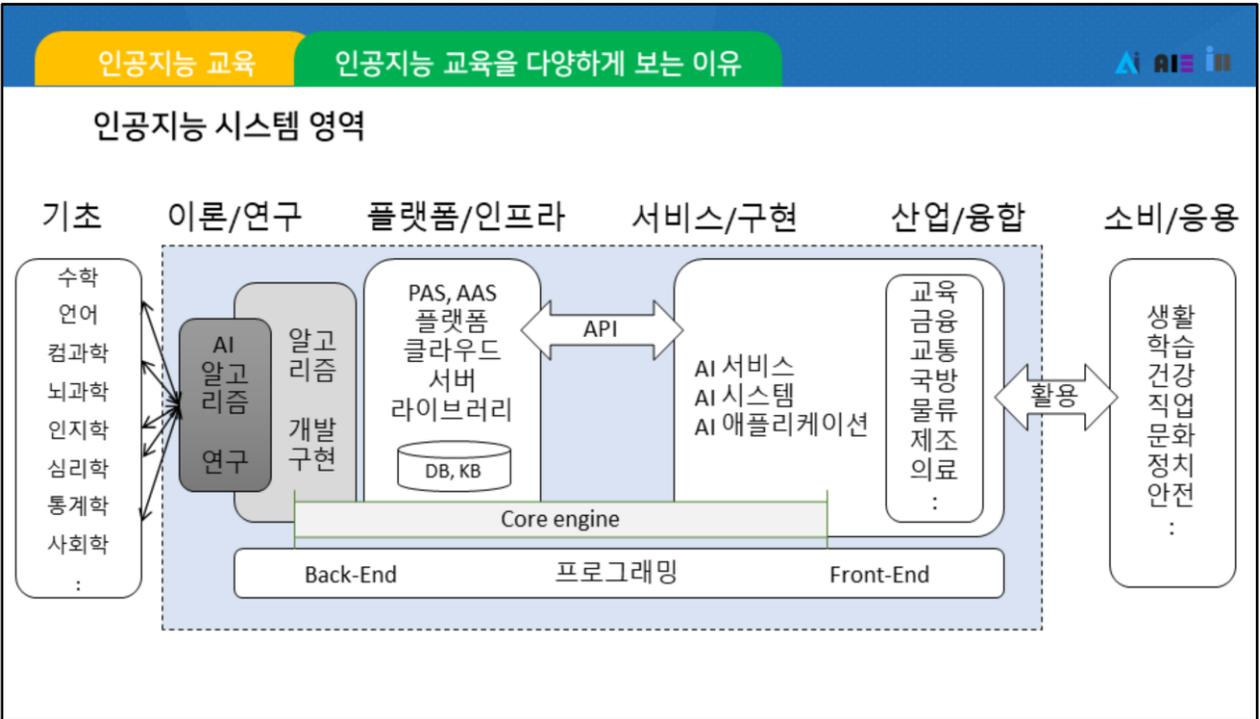 인공지능 교육
인공지능 교육을 다양하게 보는 이유
Ai AIE in
인공지능 시스템 영역
기초
이론/연구
플랫폼/인프라
서비스/구현
산업/융합
소비/응용
수학
언어
컴과학
뇌과학
인지학
심리학
통계학
사회학
:
AI
알고
리즘
연구
알고
리즘
개발
구현
PAS, AAS
플랫폼
클라우드
서버
라이브러리
DB, KB
API
AI 서비스
AI 시스템
AI 애플리케이션
교육
금융
교통
국방
물류
제조
의료
:
활용
생활
학습
건강
직업
문화
정치
안전
:
Core engine
Back-End
프로그래밍
Front-End